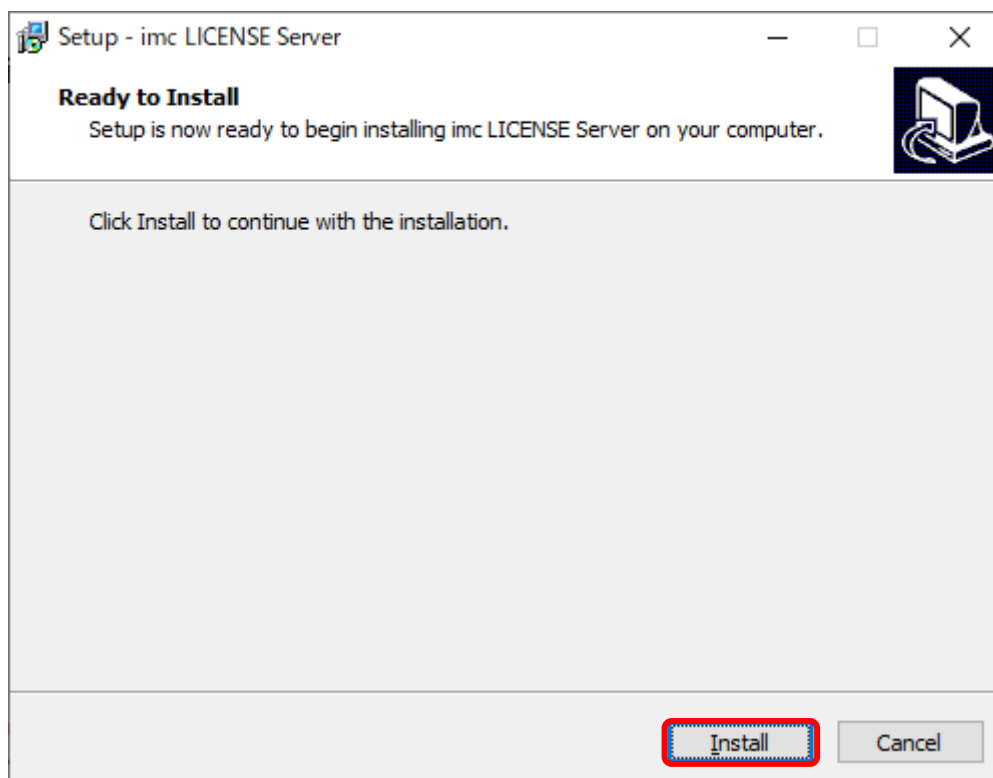 Setup - imc LICENSE Server
Ready to Install
Setup is now ready to begin installing imc LICENSE Server on your computer.
Click Install to continue with the installation.
Install
Cancel